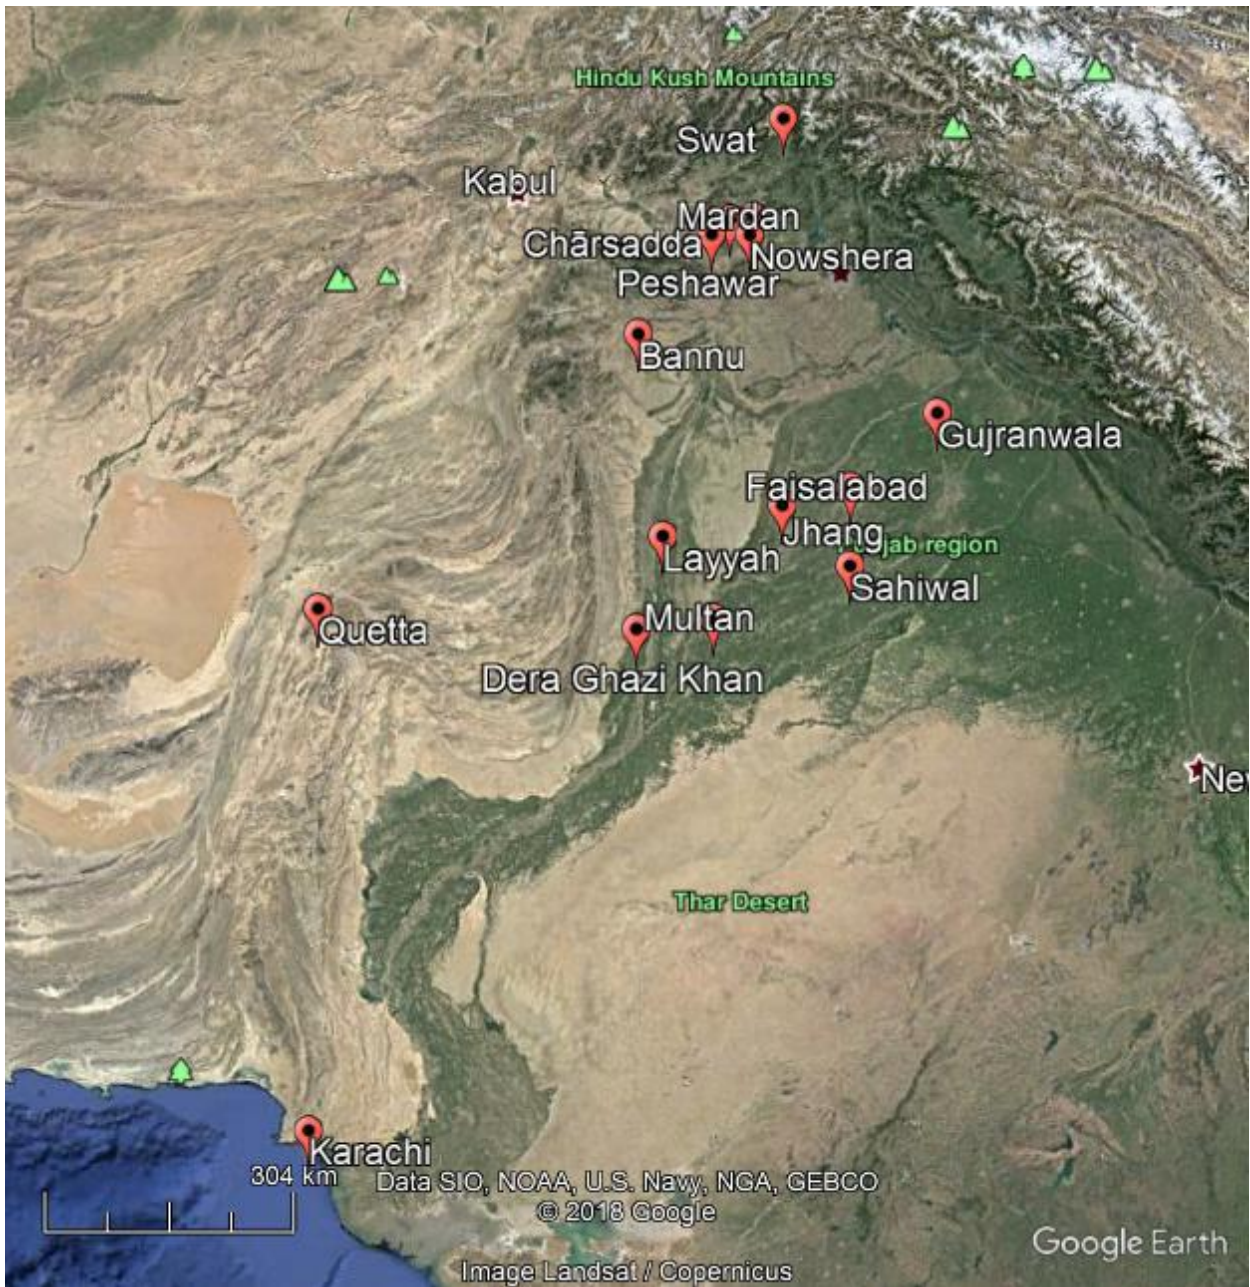 Hindu Kush Mountains
Swat
Kabul
Mardan
Chārsadda
Nowshera
Peshawar
Bannu
Gujranwala
Faisalabad
Jhang
Layyah
jab region
Sahiwal
Multan
Quetta
Dera Ghazi Khan
New
Thar Desert
Karachi
304 km
Data SIO, NOAA, U.S. Navy, NGA, GEBCO
© 2018 Google
Google Earth
Image Landsat / Copernicus